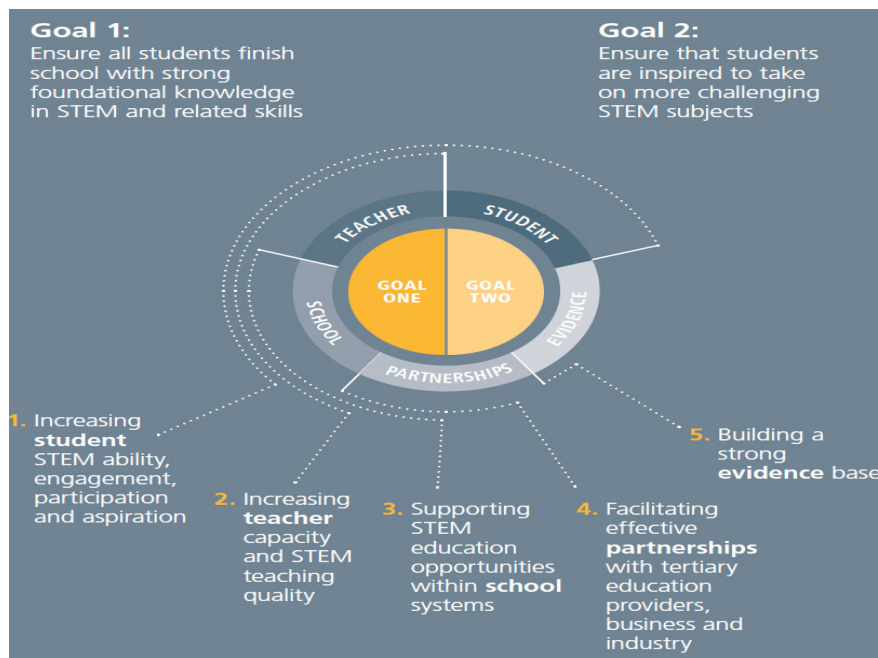 Goal 1:
Ensure all students finish
school with strong
foundational knowledge
in STEM and related skills
Goal 2:
Ensure that students
are inspired to take
on more challenging
STEM subjects
TEACHER
STUDENT
GOAL
ONE
GOAL
TWO
SCHOOL
EVIDENCE
PARTNERSHIPS
1. Increasing
student
STEM ability,
engagement,
participation
and aspiration
2. Increasing
teacher
capacity
and STEM
teaching
quality
3. Supporting
STEM
education
opportunities
within school
systems
4. Facilitating
effective
partnerships
with tertiary
education
providers,
business and
industry
5. Building a
strong
evidence base